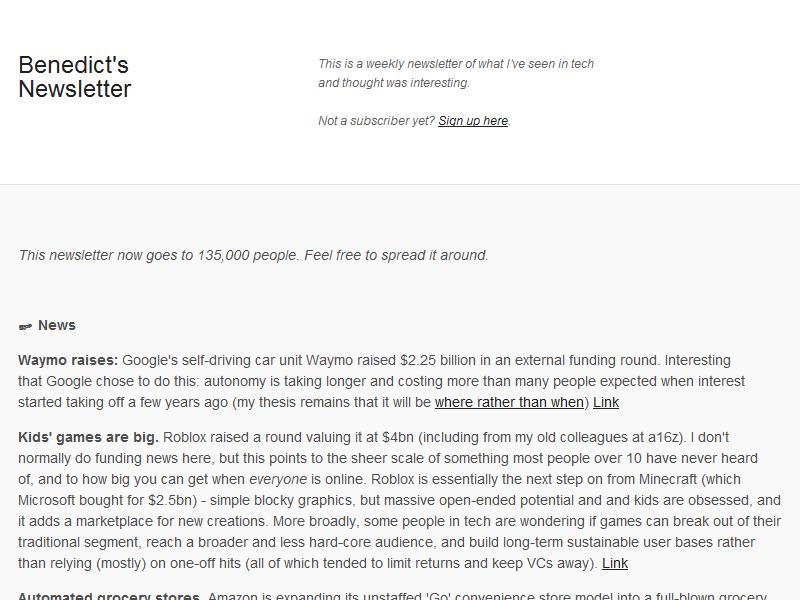 Benedict's
Newsletter
This is a weekly newsletter of what I've seen in tech
and thought was interesting.
Not a subscriber yet? Sign up here.
This newsletter now goes to 135,000 people. Feel free to spread it around.
News
Waymo raises: Google's self-driving car unit Waymo raised $2.25 billion in an external funding round. Interesting
that Google chose to do this: autonomy is taking longer and costing more than many people expected when interest
started taking off a few years ago (my thesis remains that it will be where rather than when) Link
Kids' games are big. Roblox raised a round valuing it at $4bn (including from my old colleagues at a16z). I don't
normally do funding news here, but this points to the sheer scale of something most people over 10 have never heard
of, and to how big you can get when everyone is online. Roblox is essentially the next step on from Minecraft (which
Microsoft bought for $2.5bn) - simple blocky graphics, but massive open-ended potential and and kids are obsessed, and
it adds a marketplace for new creations. More broadly, some people in tech are wondering if games can break out of their
traditional segment, reach a broader and less hard-core audience, and build long-term sustainable user bases rather
than relying (mostly) on one-off hits (all of which tended to limit returns and keep VCs away). Link
Automated grocery stores. Amazon is expanding its unstaffed 'Go' convenience store model into a full-blown grocery